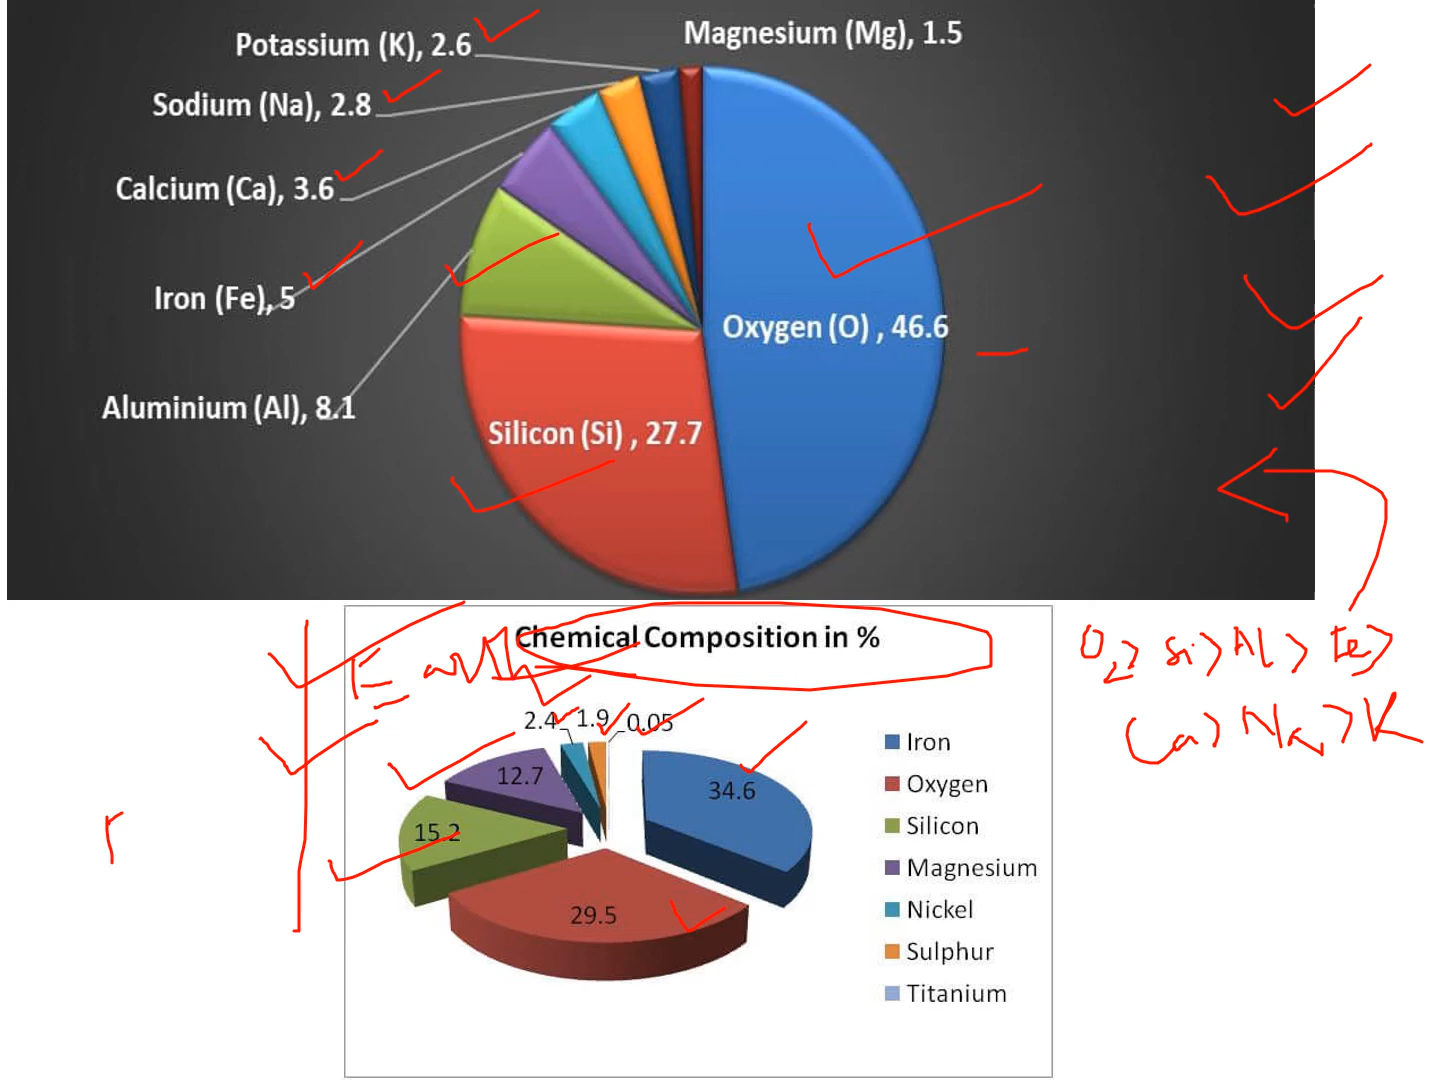 Potassium (K), 2.6
Magnesium (Mg), 1.5
Sodium (Na), 2.8
Calcium (Ca), 3.6
Iron (Fe), 5
Aluminium (Al), 8.1
Oxygen (O) , 46.6
Silicon (Si) , 27.7
Chemical Composition in %
Earth
O2> Si> Al> Fe>
Ca> Na> K
2.4
1.9
0.05
12.7
34.6
15.2
29.5
Iron
Oxygen
Silicon
Magnesium
Nickel
Sulphur
Titanium
r